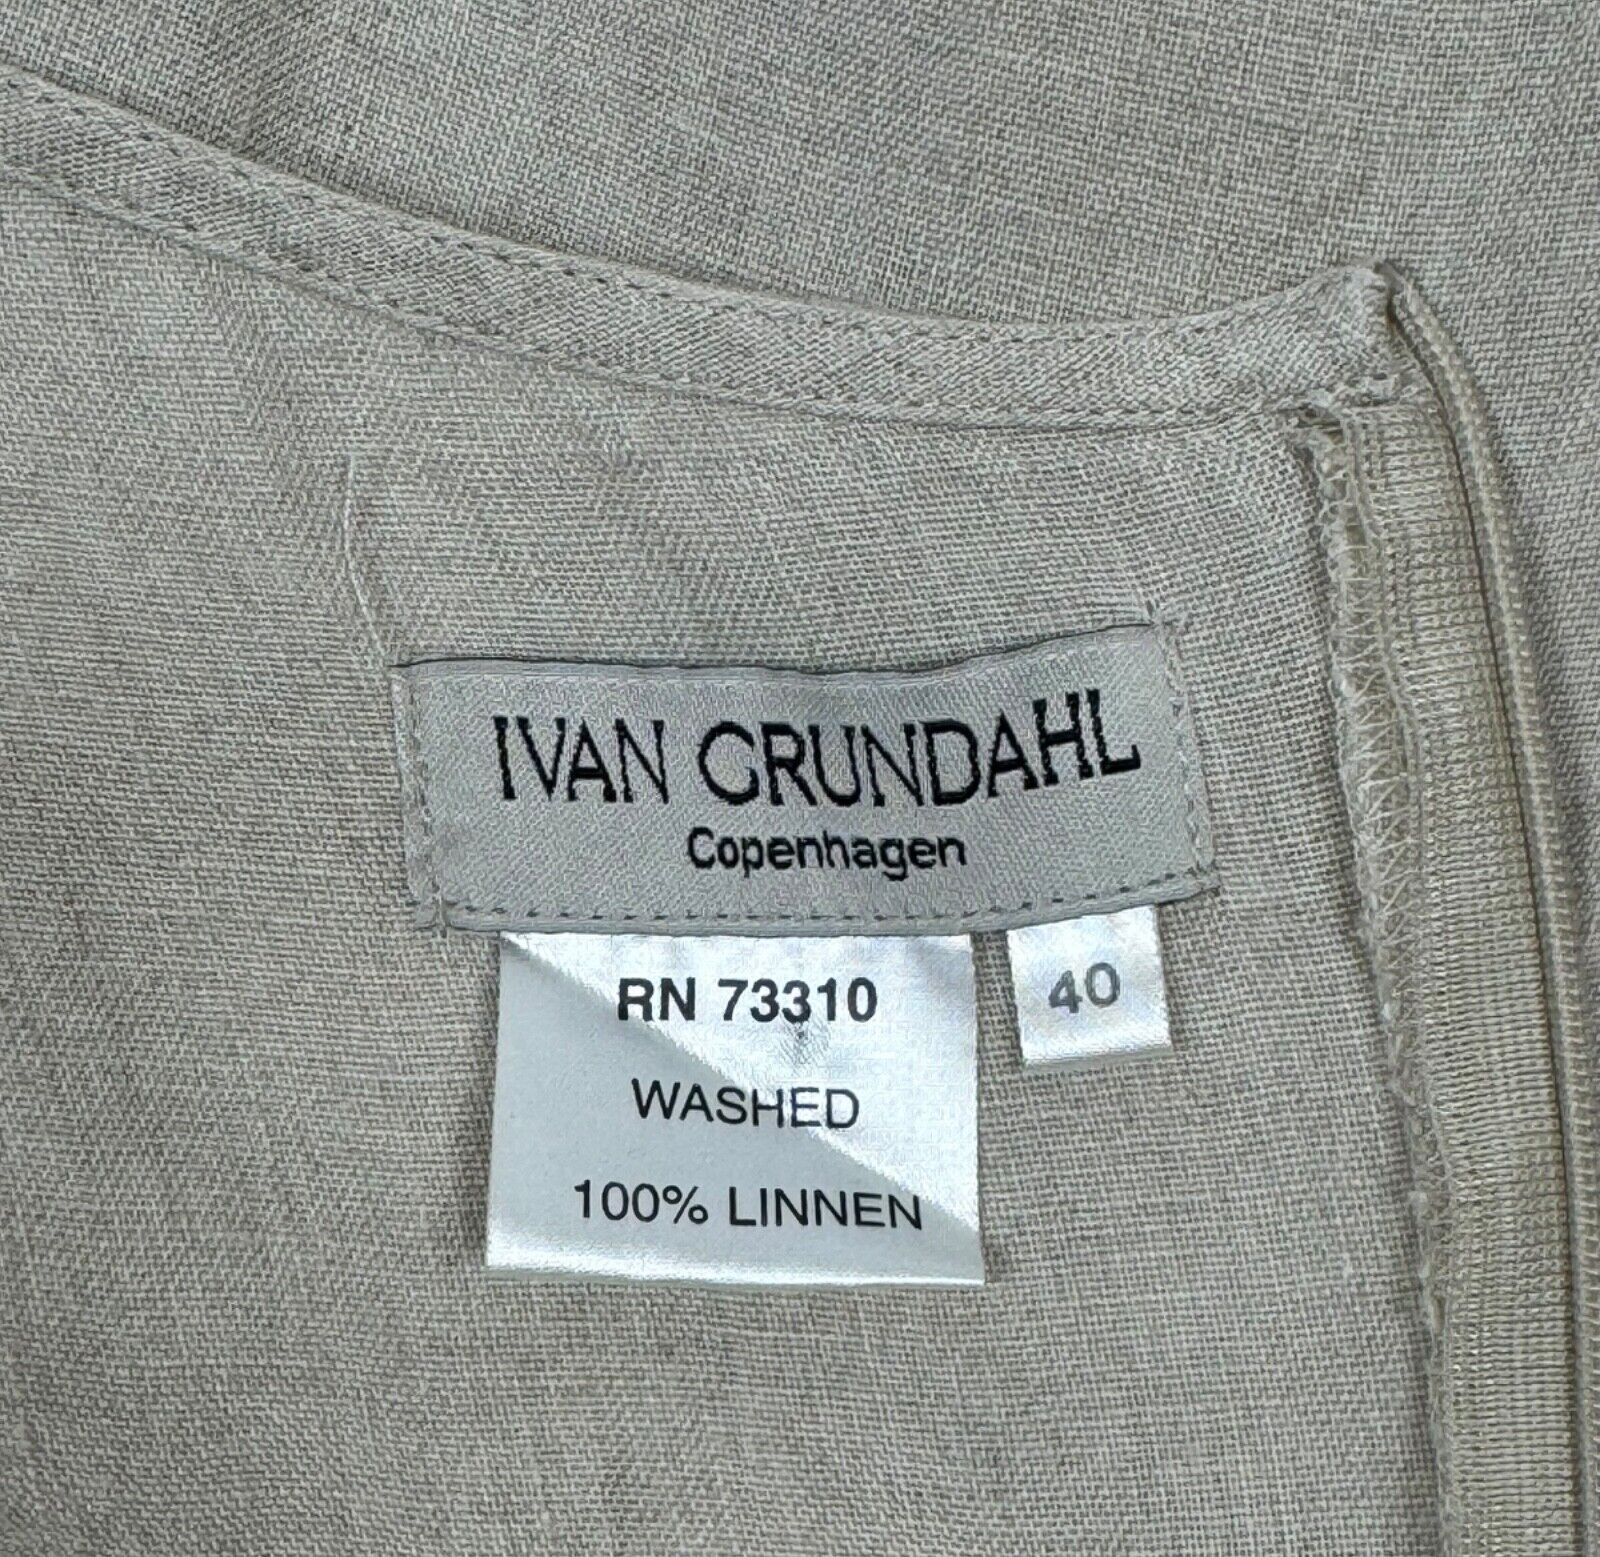 IVAN GRUNDAHL
Copenhagen
RN 73310
40
WASHED
100% LINNEN